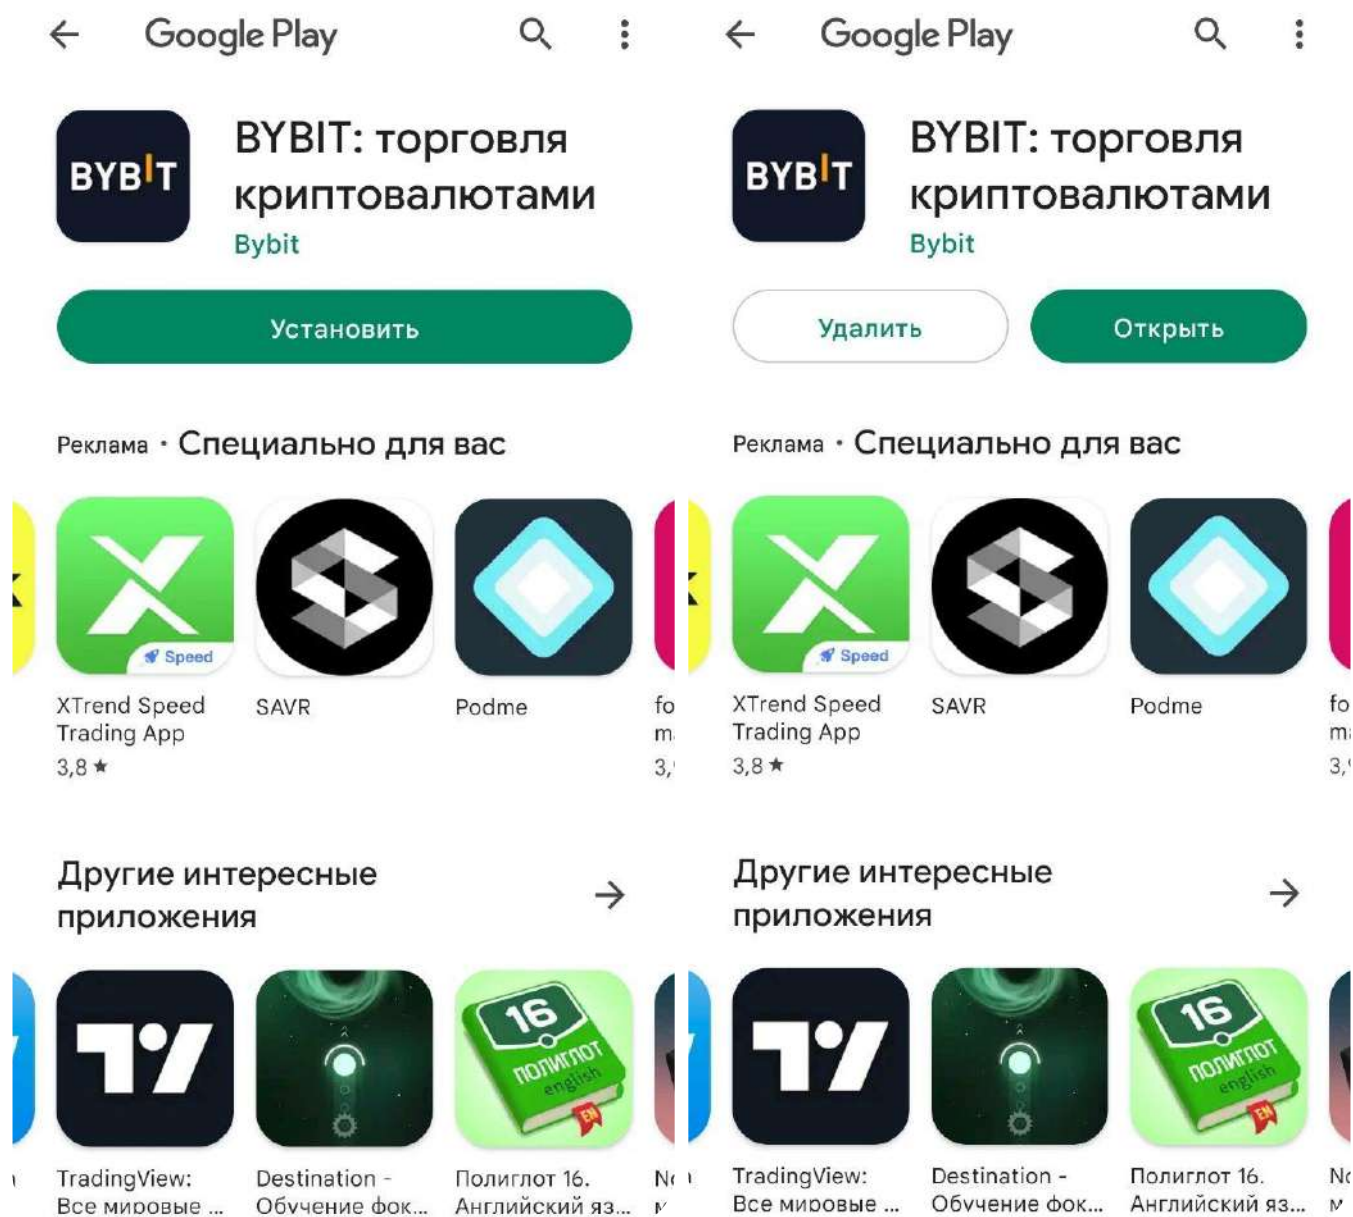 Google Play
BYBIT
BYBIT: торговля
криптовалютами
Bybit
Установить
Реклама • Специально для вас
Speed
XTrend Speed
Trading App
3,8 ★
SAVR
Podme
Другие интересные
приложения
16
ПОЛИГЛОТ
english
EN
TradingView:
Все мировые ...
Destination -
Обучение фок...
Полиглот 16.
Английский яз...
Google Play
BYBIT
BYBIT: торговля
криптовалютами
Bybit
Удалить
Открыть
Реклама • Специально для вас
Speed
XTrend Speed
Trading App
3,8 ★
SAVR
Podme
Другие интересные
приложения
16
ПОЛИГЛОТ
english
EN
TradingView:
Все мировые ...
Destination -
Обучение фок...
Полиглот 16.
Английский яз...